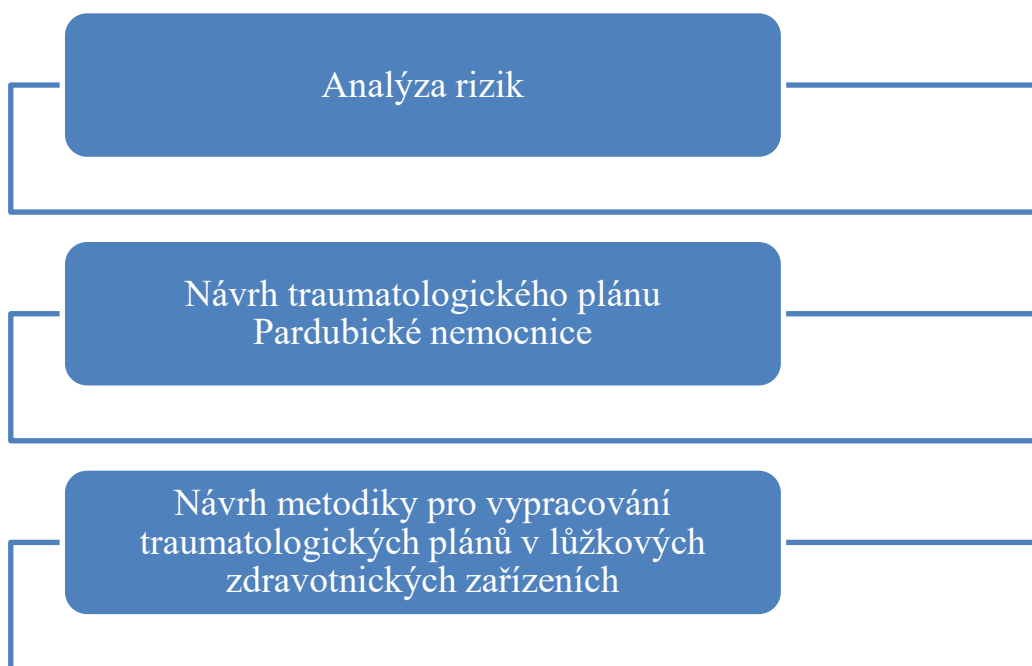 Analýza rizik
Návrh traumatologického plánu
Pardubické nemocnice
Návrh metodiky pro vypracování
traumatologických plánů v lůžkových
zdravotnických zařízeních